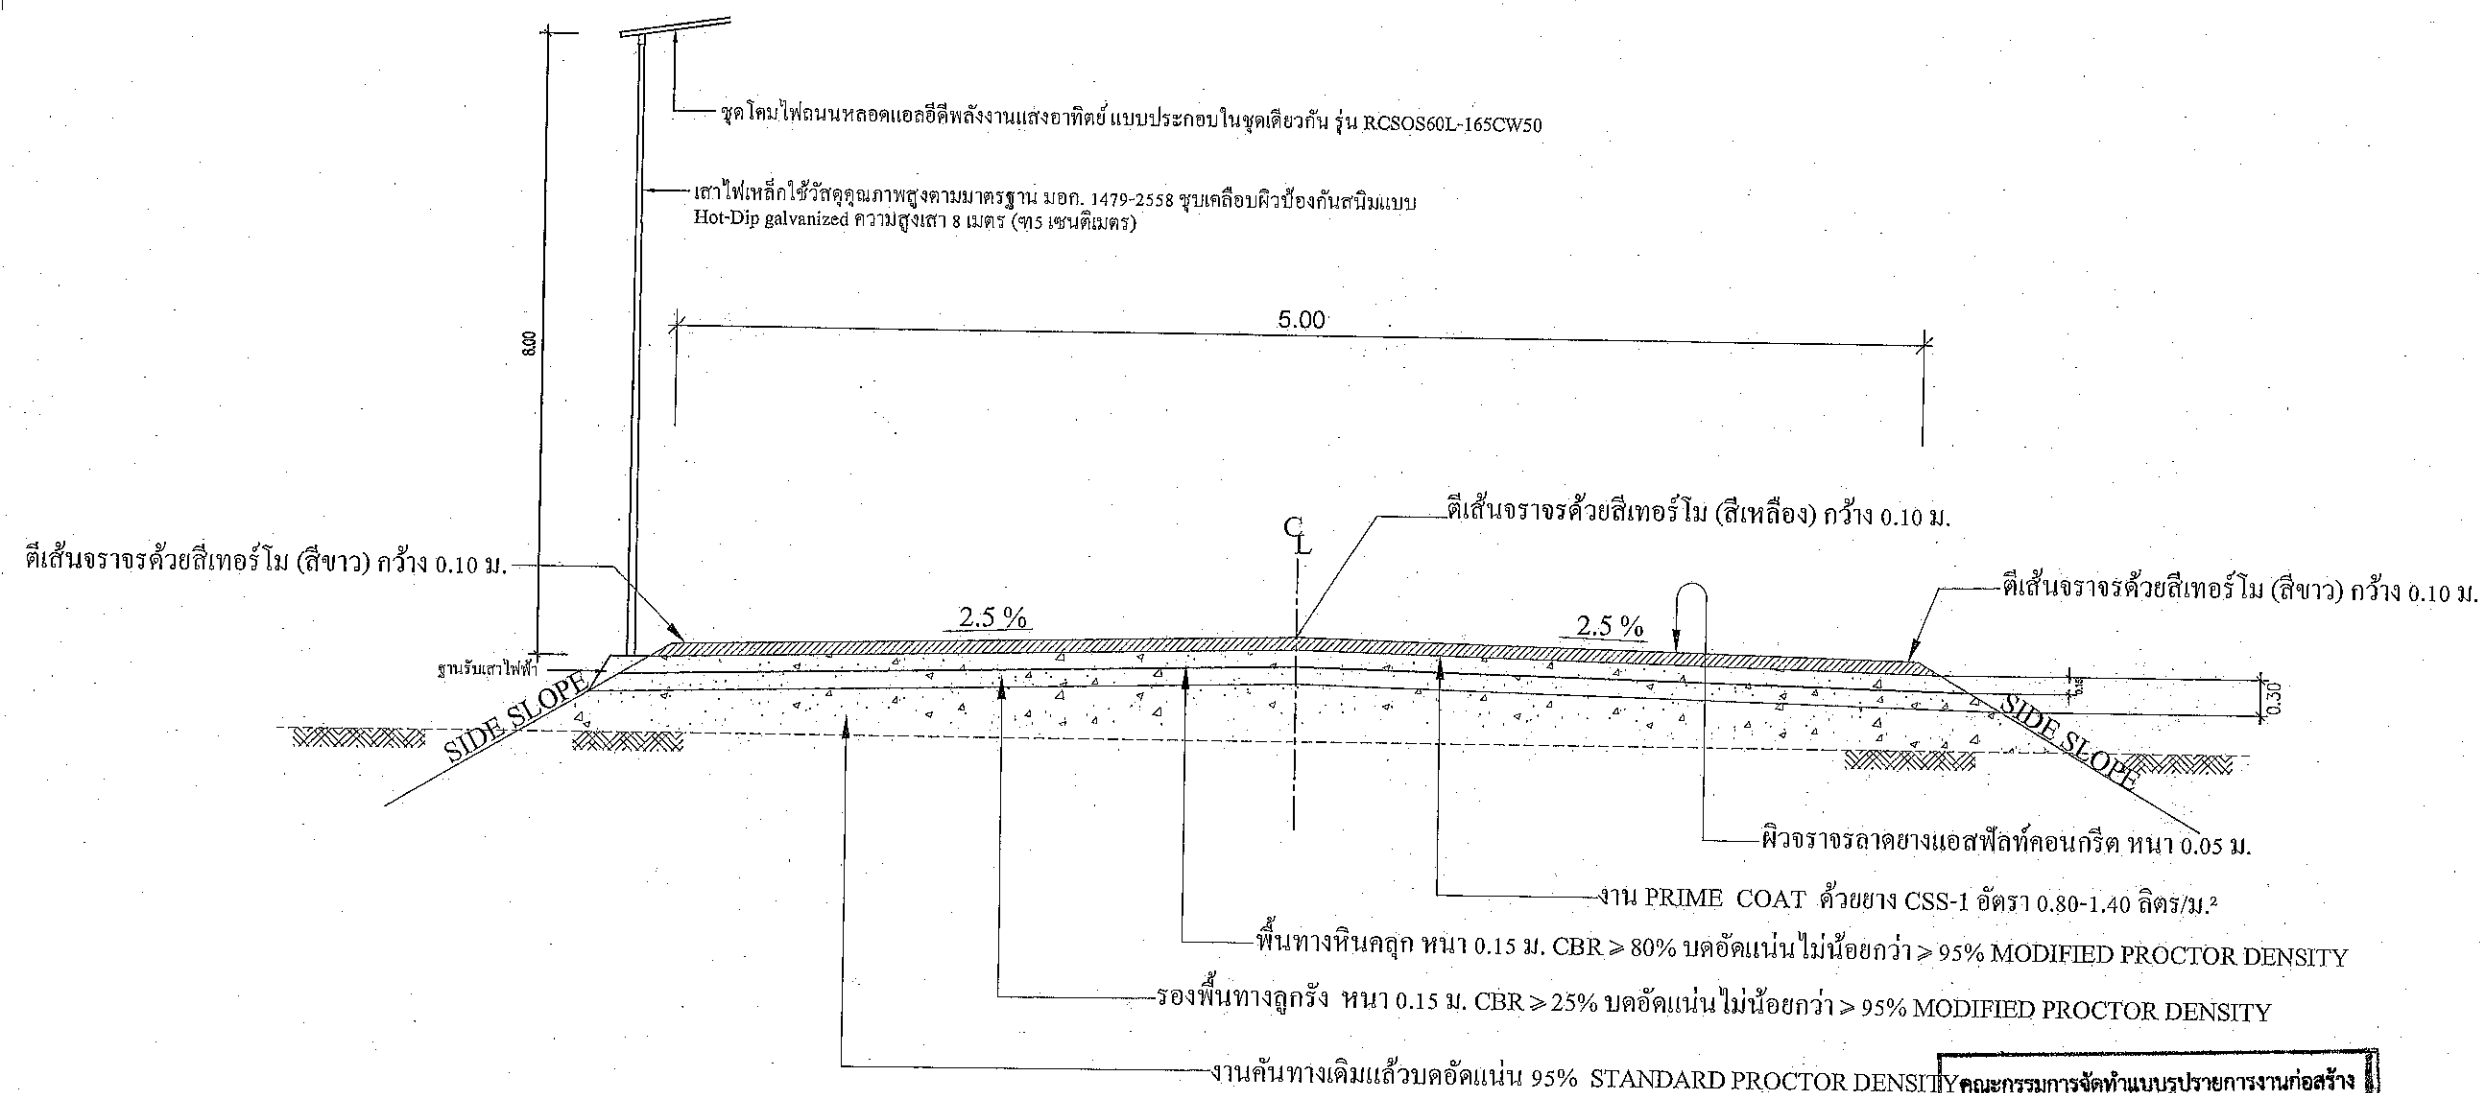 ชุดโคมไฟถนนหลอดแอลอีดีพลังงานแสงอาทิตย์ แบบประกอบในชุดเดียวกัน รุ่น RCSOS60L-165CW50
เสาไฟเหล็กใช้วัสดุคุณภาพสูงตามมาตรฐาน มอก. 1479-2558 ชุบเคลือบผิวป้องกันสนิมแบบ
Hot-Dip galvanized ความสูงเสา 8 เมตร (ฑ5 เซนติเมตร)
8.00
5.00
ตีเส้นจราจรด้วยสีเทอร์โม (สีเหลือง) กว้าง 0.10 ม.
CL
ตีเส้นจราจรด้วยสีเทอร์โม (สีขาว) กว้าง 0.10 ม.
ตีเส้นจราจรด้วยสีเทอร์โม (สีขาว) กว้าง 0.10 ม.
2.5 %
2.5 %
ฐานรับเสาไฟฟ้า
0.15
0.30
SIDE SLOPE
SIDE SLOPE
ผิวจราจรลาดยางแอสฟัลท์คอนกรีต หนา 0.05 ม.
งาน PRIME COAT ด้วยยาง CSS-1 อัตรา 0.80-1.40 ลิตร/ม.²
พื้นทางหินคลุก หนา 0.15 ม. CBR ≥ 80% บดอัดแน่นไม่น้อยกว่า ≥ 95% MODIFIED PROCTOR DENSITY
รองพื้นทางลูกรัง หนา 0.15 ม. CBR ≥ 25% บดอัดแน่นไม่น้อยกว่า ≥ 95% MODIFIED PROCTOR DENSITY
งานคันทางเดิมแล้วบดอัดแน่น 95% STANDARD PROCTOR DENSITY
คณะกรรมการจัดทำแบบรูปรายการงานก่อสร้าง